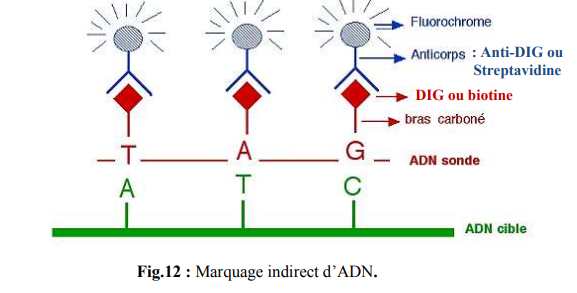 Fluorochrome
Anticorps : Anti-DIG ou
Streptavidine
DIG ou biotine
bras carboné
T A G
ADN sonde
A T C
ADN cible
Fig.12 : Marquage indirect d’ADN.